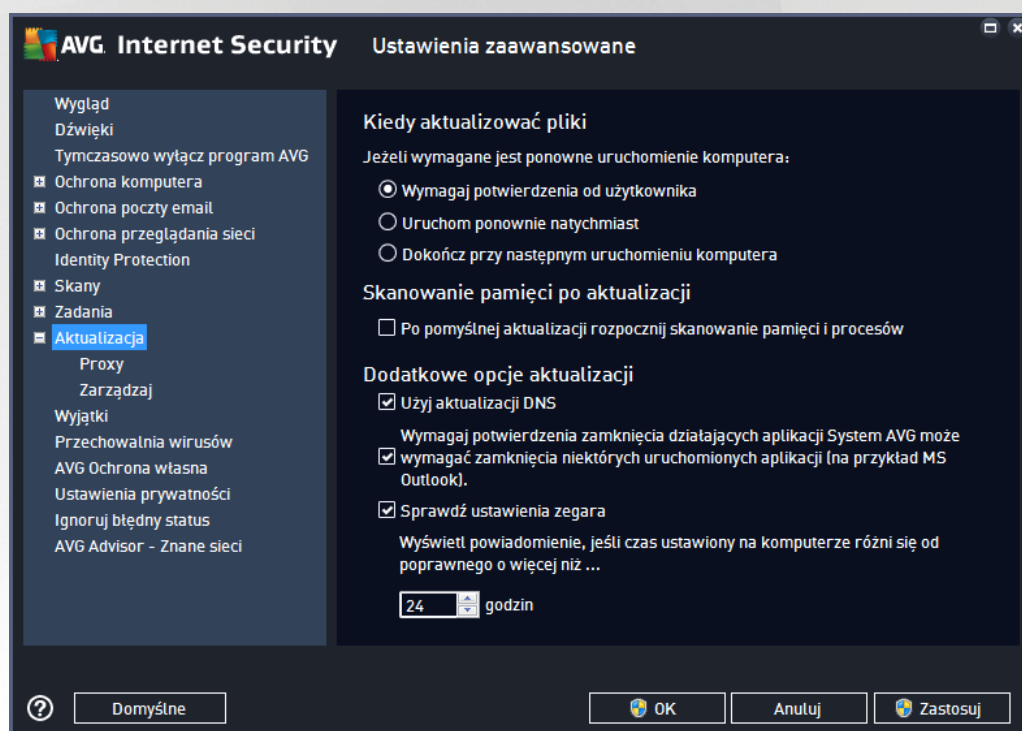 AVG. Internet Security
Ustawienia zaawansowane
Wygląd
Dźwięki
Tymczasowo wyłącz program AVG
Ochrona komputera
Ochrona poczty email
Ochrona przeglądania sieci
Identity Protection
Skany
Zadania
Aktualizacja
Proxy
Zarządzaj
Wyjątki
Przechowalnia wirusów
AVG Ochrona własna
Ustawienia prywatności
Ignoruj błędny status
AVG Advisor - Znane sieci
Kiedy aktualizować pliki
Jeżeli wymagane jest ponowne uruchomienie komputera:
Wymagaj potwierdzenia od użytkownika
Uruchom ponownie natychmiast
Dokończ przy następnym uruchomieniu komputera
Skanowanie pamięci po aktualizacji
Po pomyślnej aktualizacji rozpocznij skanowanie pamięci i procesów
Dodatkowe opcje aktualizacji
Użyj aktualizacji DNS
Wymagaj potwierdzenia zamknięcia działających aplikacji System AVG może
wymagać zamknięcia niektórych uruchomionych aplikacji (na przykład MS
Outlook).
Sprawdź ustawienia zegara
Wyświetl powiadomienie, jeśli czas ustawiony na komputerze różni się od
poprawnego o więcej niż ...
24 godzin
? Domyślne
OK
Anuluj
Zastosuj